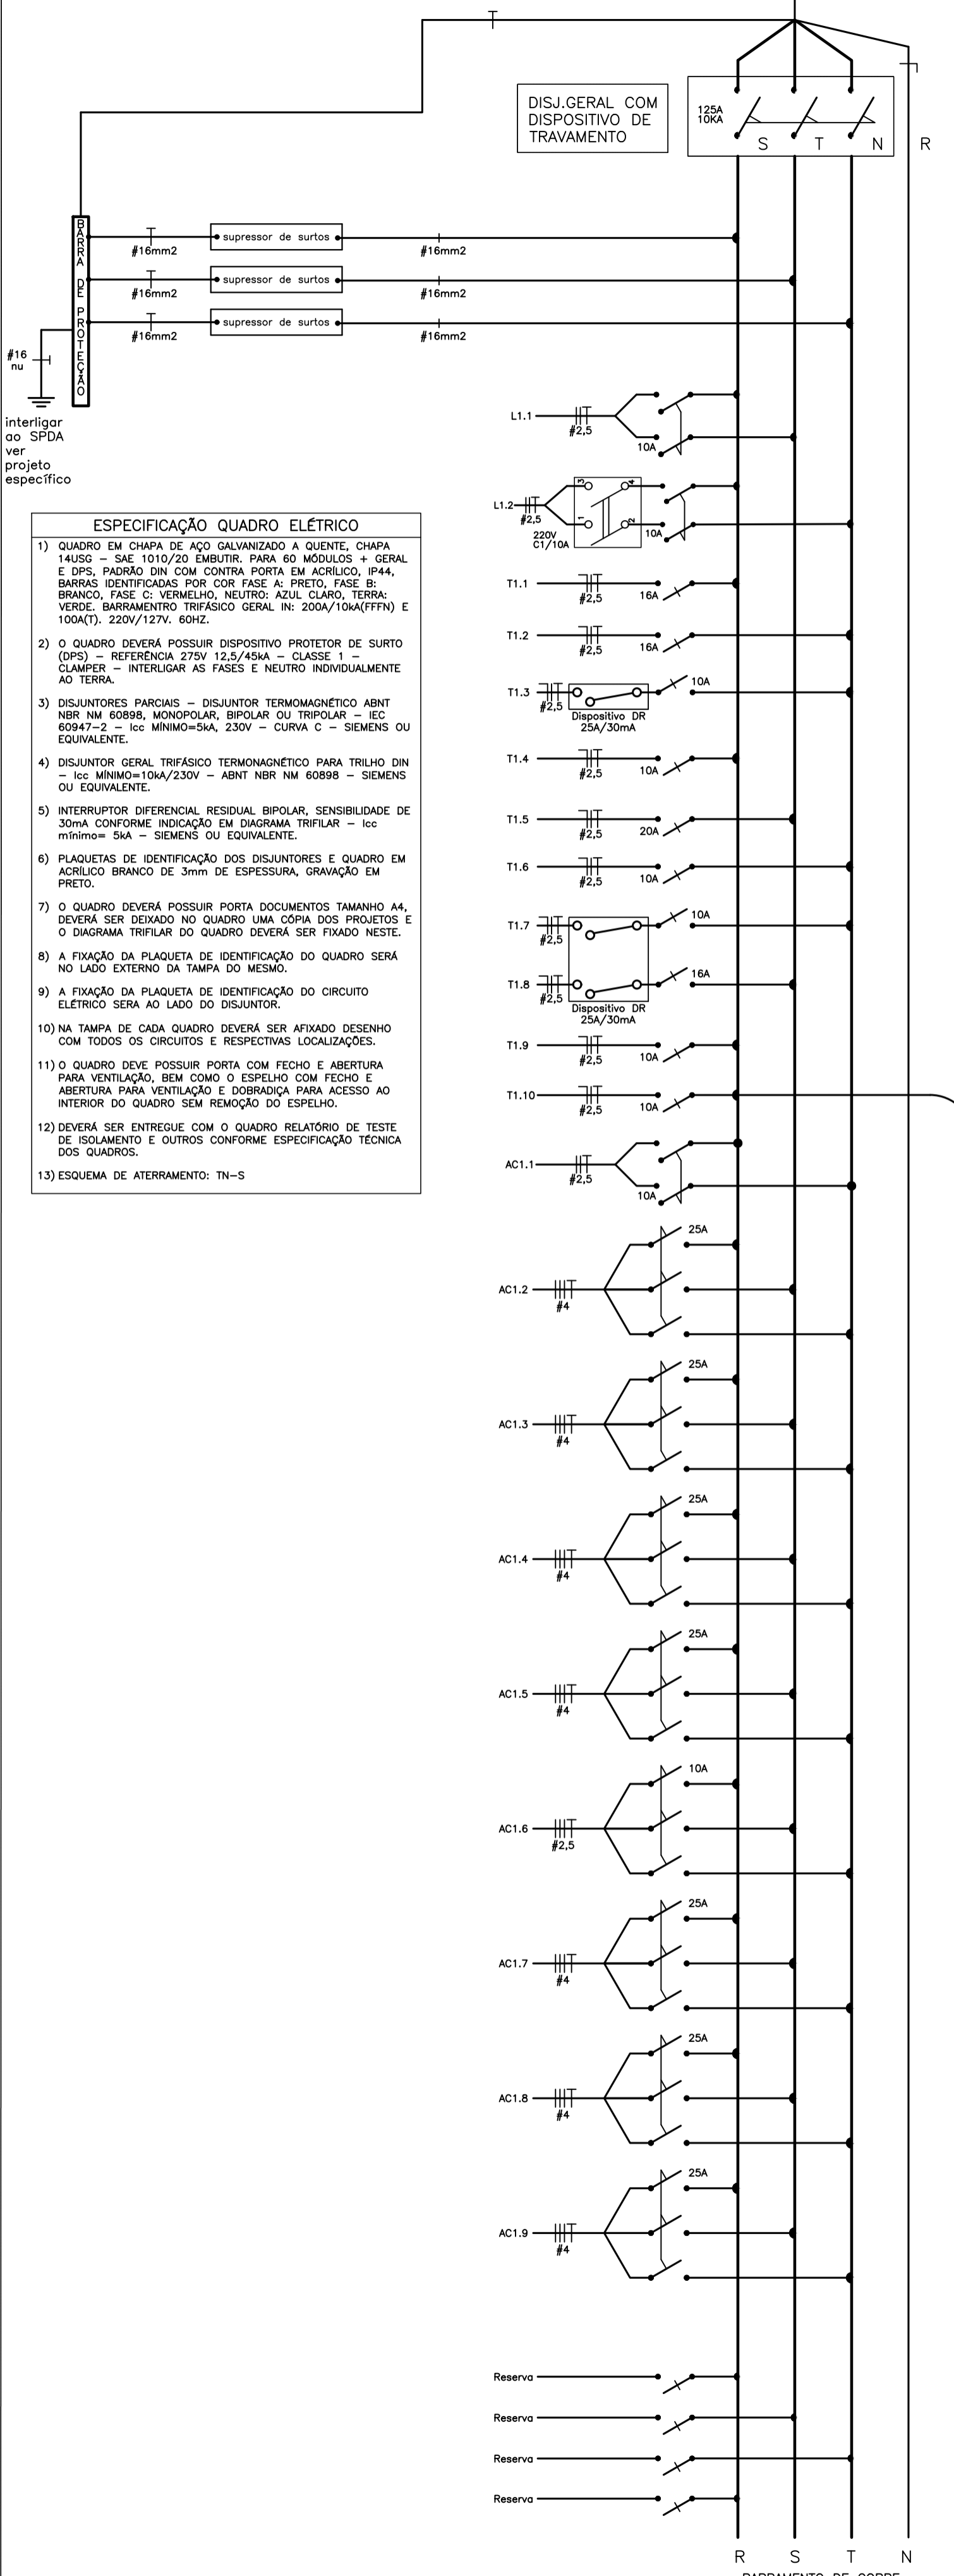 DISJ.GERAL COM
DISPOSITIVO DE
TRAVAMENTO
125A
10KA
S T N R
BARRA DE PROTEÇÃO
#16mm2
supressor de surtos
#16mm2
#16mm2
supressor de surtos
#16mm2
#16mm2
supressor de surtos
#16mm2
#16
nu
interligar
ao SPDA
ver
projeto
específico
L1.1
#2,5
10A
L1.2
#2,5
220V
C1/10A
3
4
1
2
10A
ESPECIFICAÇÃO QUADRO ELÉTRICO
1) QUADRO EM CHAPA DE AÇO GALVANIZADO A QUENTE, CHAPA
14USG – SAE 1010/20 EMBUTIR. PARA 60 MÓDULOS + GERAL
E DPS, PADRÃO DIN COM CONTRA PORTA EM ACRÍLICO, IP44,
BARRAS IDENTIFICADAS POR COR FASE A: PRETO, FASE B:
BRANCO, FASE C: VERMELHO, NEUTRO: AZUL CLARO, TERRA:
VERDE. BARRAMENTRO TRIFÁSICO GERAL IN: 200A/10kA(FFFN) E
100A(T). 220V/127V. 60HZ.
2) O QUADRO DEVERÁ POSSUIR DISPOSITIVO PROTETOR DE SURTO
(DPS) – REFERÊNCIA 275V 12,5/45kA – CLASSE 1 –
CLAMPER – INTERLIGAR AS FASES E NEUTRO INDIVIDUALMENTE
AO TERRA.
3) DISJUNTORES PARCIAIS – DISJUNTOR TERMOMAGNÉTICO ABNT
NBR NM 60898, MONOPOLAR, BIPOLAR OU TRIPOLAR – IEC
60947-2 – Icc MÍNIMO=5kA, 230V – CURVA C – SIEMENS OU
EQUIVALENTE.
4) DISJUNTOR GERAL TRIFÁSICO TERMONAGNÉTICO PARA TRILHO DIN
– Icc MÍNIMO=10kA/230V – ABNT NBR NM 60898 – SIEMENS
OU EQUIVALENTE.
5) INTERRUPTOR DIFERENCIAL RESIDUAL BIPOLAR, SENSIBILIDADE DE
30mA CONFORME INDICAÇÃO EM DIAGRAMA TRIFILAR – Icc
mínimo= 5kA – SIEMENS OU EQUIVALENTE.
6) PLAQUETAS DE IDENTIFICAÇÃO DOS DISJUNTORES E QUADRO EM
ACRÍLICO BRANCO DE 3mm DE ESPESSURA, GRAVAÇÃO EM
PRETO.
7) O QUADRO DEVERÁ POSSUIR PORTA DOCUMENTOS TAMANHO A4,
DEVERÁ SER DEIXADO NO QUADRO UMA CÓPIA DOS PROJETOS E
O DIAGRAMA TRIFILAR DO QUADRO DEVERÁ SER FIXADO NESTE.
8) A FIXAÇÃO DA PLAQUETA DE IDENTIFICAÇÃO DO QUADRO SERÁ
NO LADO EXTERNO DA TAMPA DO MESMO.
9) A FIXAÇÃO DA PLAQUETA DE IDENTIFICAÇÃO DO CIRCUITO
ELÉTRICO SERA AO LADO DO DISJUNTOR.
10) NA TAMPA DE CADA QUADRO DEVERÁ SER AFIXADO DESENHO
COM TODOS OS CIRCUITOS E RESPECTIVAS LOCALIZAÇÕES.
11) O QUADRO DEVE POSSUIR PORTA COM FECHO E ABERTURA
PARA VENTILAÇÃO, BEM COMO O ESPELHO COM FECHO E
ABERTURA PARA VENTILAÇÃO E DOBRADIÇA PARA ACESSO AO
INTERIOR DO QUADRO SEM REMOÇÃO DO ESPELHO.
12) DEVERÁ SER ENTREGUE COM O QUADRO RELATÓRIO DE TESTE
DE ISOLAMENTO E OUTROS CONFORME ESPECIFICAÇÃO TÉCNICA
DOS QUADROS.
13) ESQUEMA DE ATERRAMENTO: TN-S
T1.1
#2,5
16A
T1.2
#2,5
16A
T1.3
#2,5
10A
Dispositivo DR
25A/30mA
T1.4
#2,5
10A
T1.5
#2,5
20A
T1.6
#2,5
10A
T1.7
#2,5
10A
T1.8
#2,5
16A
Dispositivo DR
25A/30mA
T1.9
#2,5
10A
T1.10
#2,5
10A
AC1.1
#2,5
10A
25A
AC1.2
#4
25A
AC1.3
#4
25A
AC1.4
#4
25A
AC1.5
#4
10A
AC1.6
#2,5
25A
AC1.7
#4
25A
AC1.8
#4
25A
AC1.9
#4
Reserva
Reserva
Reserva
Reserva
R S T N
BARRAMENTO DE COBRE